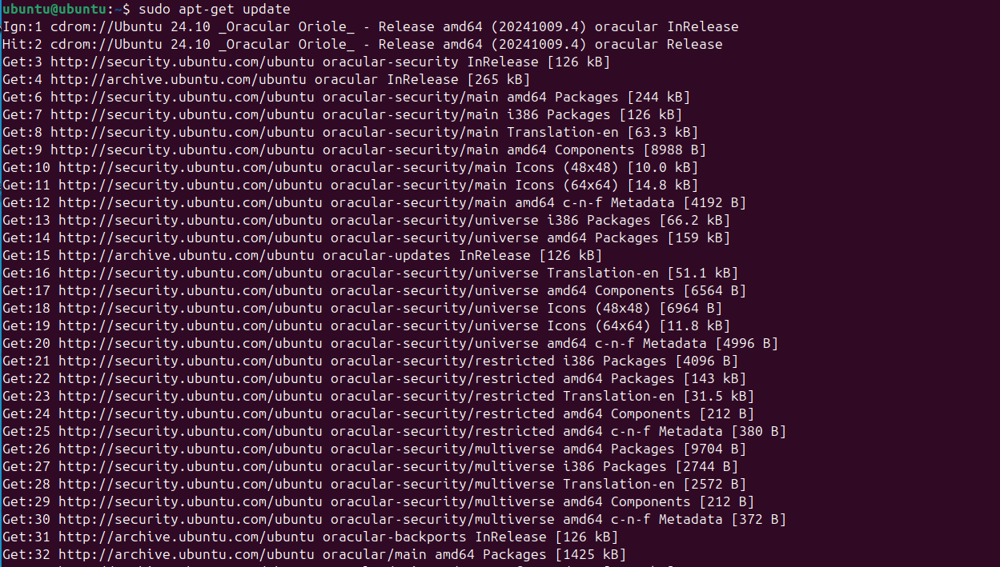 ubuntu@ubuntu:~$ sudo apt-get update
Ign:1 cdrom://Ubuntu 24.10 _Oracular Oriole_ - Release amd64 (20241009.4) oracular InRelease
Hit:2 cdrom://Ubuntu 24.10 _Oracular Oriole_ - Release amd64 (20241009.4) oracular Release
Get:3 http://security.ubuntu.com/ubuntu oracular-security InRelease [126 kB]
Get:4 http://archive.ubuntu.com/ubuntu oracular InRelease [265 kB]
Get:6 http://security.ubuntu.com/ubuntu oracular-security/main amd64 Packages [244 kB]
Get:7 http://security.ubuntu.com/ubuntu oracular-security/main i386 Packages [126 kB]
Get:8 http://security.ubuntu.com/ubuntu oracular-security/main Translation-en [63.3 kB]
Get:9 http://security.ubuntu.com/ubuntu oracular-security/main amd64 Components [8988 B]
Get:10 http://security.ubuntu.com/ubuntu oracular-security/main Icons (48x48) [10.0 kB]
Get:11 http://security.ubuntu.com/ubuntu oracular-security/main Icons (64x64) [14.8 kB]
Get:12 http://security.ubuntu.com/ubuntu oracular-security/main amd64 c-n-f Metadata [4192 B]
Get:13 http://security.ubuntu.com/ubuntu oracular-security/universe i386 Packages [66.2 kB]
Get:14 http://security.ubuntu.com/ubuntu oracular-security/universe amd64 Packages [159 kB]
Get:15 http://archive.ubuntu.com/ubuntu oracular-updates InRelease [126 kB]
Get:16 http://security.ubuntu.com/ubuntu oracular-security/universe Translation-en [51.1 kB]
Get:17 http://security.ubuntu.com/ubuntu oracular-security/universe amd64 Components [6564 B]
Get:18 http://security.ubuntu.com/ubuntu oracular-security/universe Icons (48x48) [6964 B]
Get:19 http://security.ubuntu.com/ubuntu oracular-security/universe Icons (64x64) [11.8 kB]
Get:20 http://security.ubuntu.com/ubuntu oracular-security/universe amd64 c-n-f Metadata [4996 B]
Get:21 http://security.ubuntu.com/ubuntu oracular-security/restricted i386 Packages [4096 B]
Get:22 http://security.ubuntu.com/ubuntu oracular-security/restricted amd64 Packages [143 kB]
Get:23 http://security.ubuntu.com/ubuntu oracular-security/restricted Translation-en [31.5 kB]
Get:24 http://security.ubuntu.com/ubuntu oracular-security/restricted amd64 Components [212 B]
Get:25 http://security.ubuntu.com/ubuntu oracular-security/restricted amd64 c-n-f Metadata [380 B]
Get:26 http://security.ubuntu.com/ubuntu oracular-security/multiverse amd64 Packages [9704 B]
Get:27 http://security.ubuntu.com/ubuntu oracular-security/multiverse i386 Packages [2744 B]
Get:28 http://security.ubuntu.com/ubuntu oracular-security/multiverse Translation-en [2572 B]
Get:29 http://security.ubuntu.com/ubuntu oracular-security/multiverse amd64 Components [212 B]
Get:30 http://security.ubuntu.com/ubuntu oracular-security/multiverse amd64 c-n-f Metadata [372 B]
Get:31 http://archive.ubuntu.com/ubuntu oracular-backports InRelease [126 kB]
Get:32 http://archive.ubuntu.com/ubuntu oracular/main amd64 Packages [1425 kB]